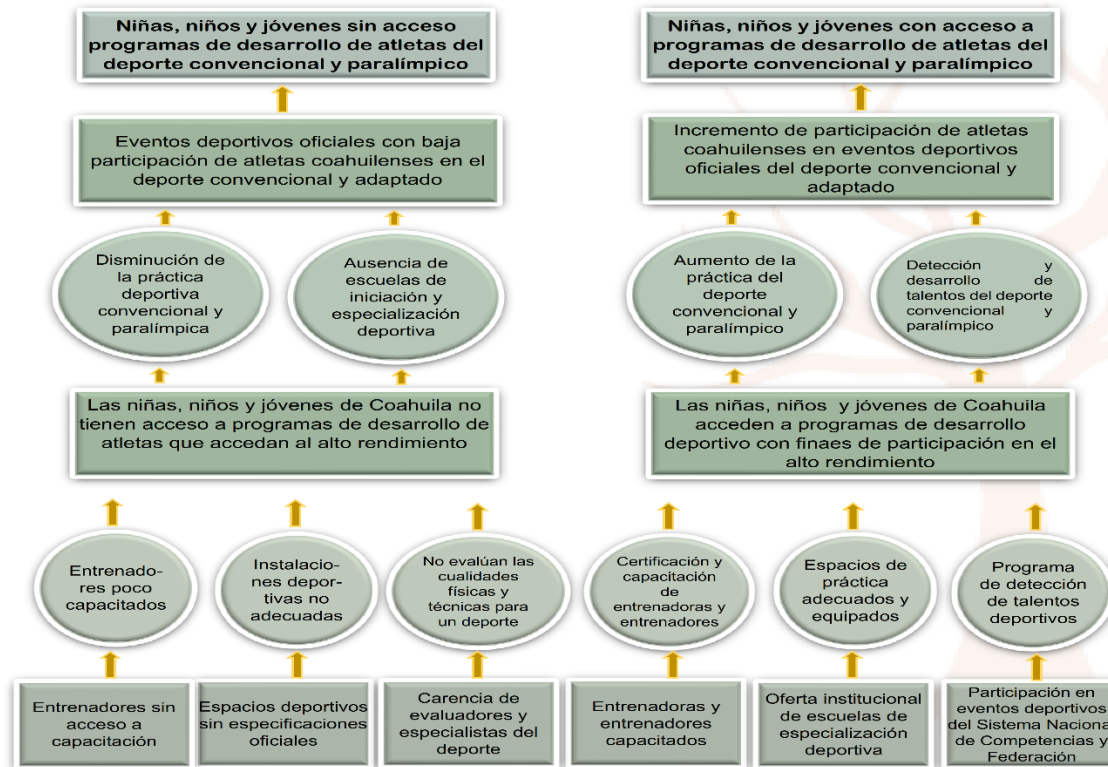 Niñas, niños y jóvenes sin acceso
programas de desarrollo de atletas del
deporte convencional y paralímpico
Eventos deportivos oficiales con baja
participación de atletas coahuilenses en el
deporte convencional y adaptado
Disminución de
la práctica
deportiva
convencional y
paralímpica
Ausencia de
escuelas de
iniciación y
especialización
deportiva
Las niñas, niños y jóvenes de Coahuila no
tienen acceso a programas de desarrollo de
atletas que accedan al alto rendimiento
Entrenado-
res poco
capacitados
Instalacio-
nes depor-
tivas no
adecuadas
No evalúan las
cualidades
físicas y
técnicas para
un deporte
Entrenadores sin
acceso a
capacitación
Espacios deportivos
sin especificaciones
oficiales
Carencia de
evaluadores y
especialistas del
deporte
Niñas, niños y jóvenes con acceso a
programas de desarrollo de atletas del
deporte convencional y paralímpico
Incremento de participación de atletas
coahuilenses en eventos deportivos
oficiales del deporte convencional y
adaptado
Aumento de la
práctica del
deporte
convencional y
paralímpico
Detección y
desarrollo de
talentos del deporte
convencional y
paralímpico
Las niñas, niños y jóvenes de Coahuila
acceden a programas de desarrollo
deportivo con finaes de participación en el
alto rendimiento
Certificación y
capacitación
de
entrenadoras y
entrenadores
Espacios de
práctica
adecuados y
equipados
Programa
de detección
de talentos
deportivos
Entrenadoras y
entrenadores
capacitados
Oferta institucional
de escuelas de
especialización
deportiva
Participación en
eventos deportivos
del Sistema Nacional
de Competencias y
Federación